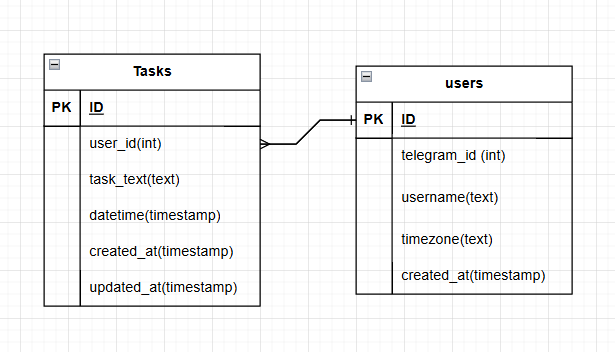 Tasks
PK ID
user_id(int)
task_text(text)
datetime(timestamp)
created_at(timestamp)
updated_at(timestamp)
users
PK ID
telegram_id (int)
username(text)
timezone(text)
created_at(timestamp)